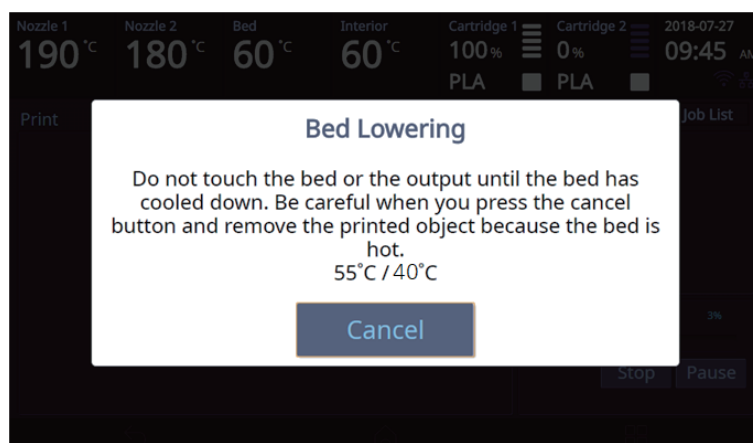 Nozzle 1 Nozzle 2 Bed Interior Cartridge 1 Cartridge 2 2018-07-27
190°C 180°C 60°C 60°C 100% 0% 09:45 AM
PLA PLA
Print Job List
Bed Lowering
Do not touch the bed or the output until the bed has
cooled down. Be careful when you press the cancel
button and remove the printed object because the bed is
hot.
55°C / 40°C
3%
Cancel
Stop Pause